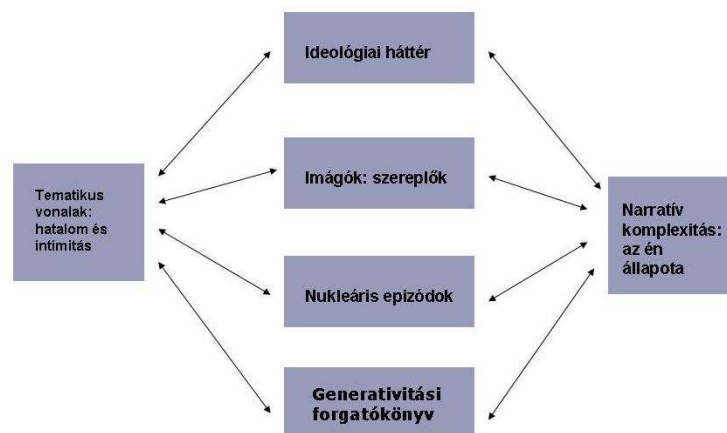 Ideológiai háttér
Imágók: szereplők
Tematikus
vonalak:
hatalom és
intimitás
Narratív
komplexitás:
az én
állapota
Nukleáris epizódok
Generativitási
forgatókönyv